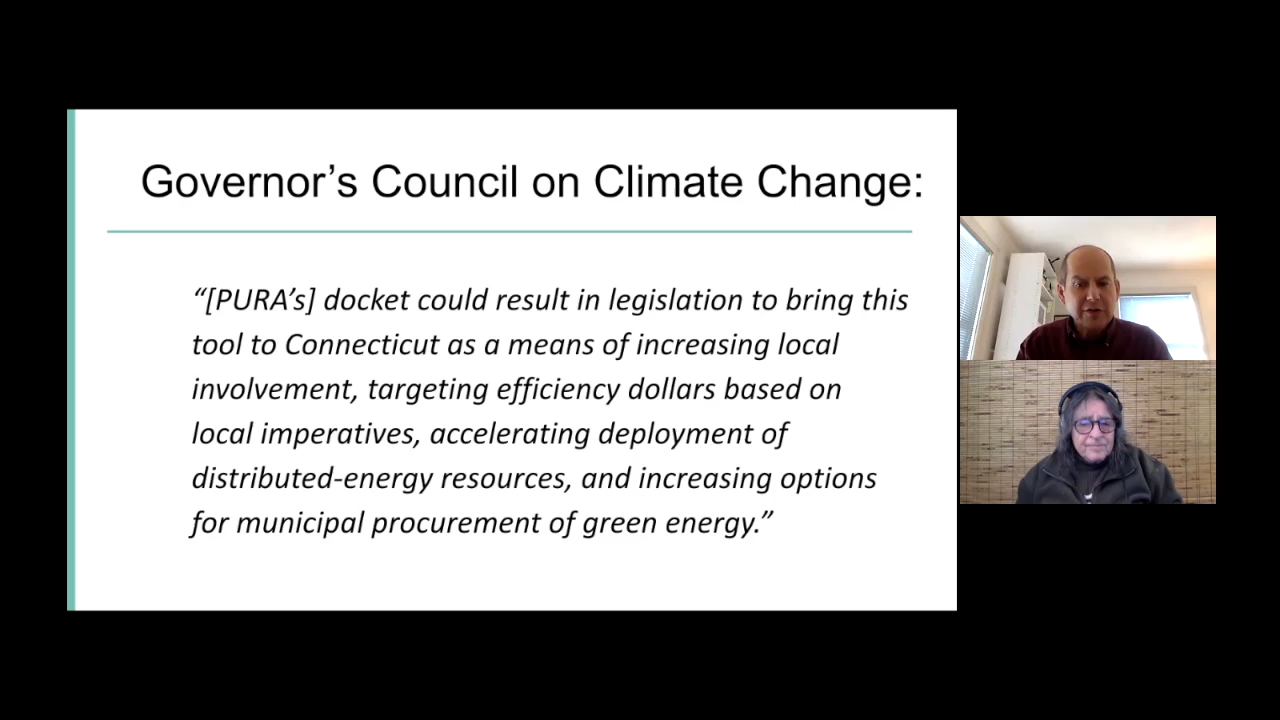 Governor’s Council on Climate Change:
“[PURA’s] docket could result in legislation to bring this
tool to Connecticut as a means of increasing local
involvement, targeting efficiency dollars based on
local imperatives, accelerating deployment of
distributed-energy resources, and increasing options
for municipal procurement of green energy.”